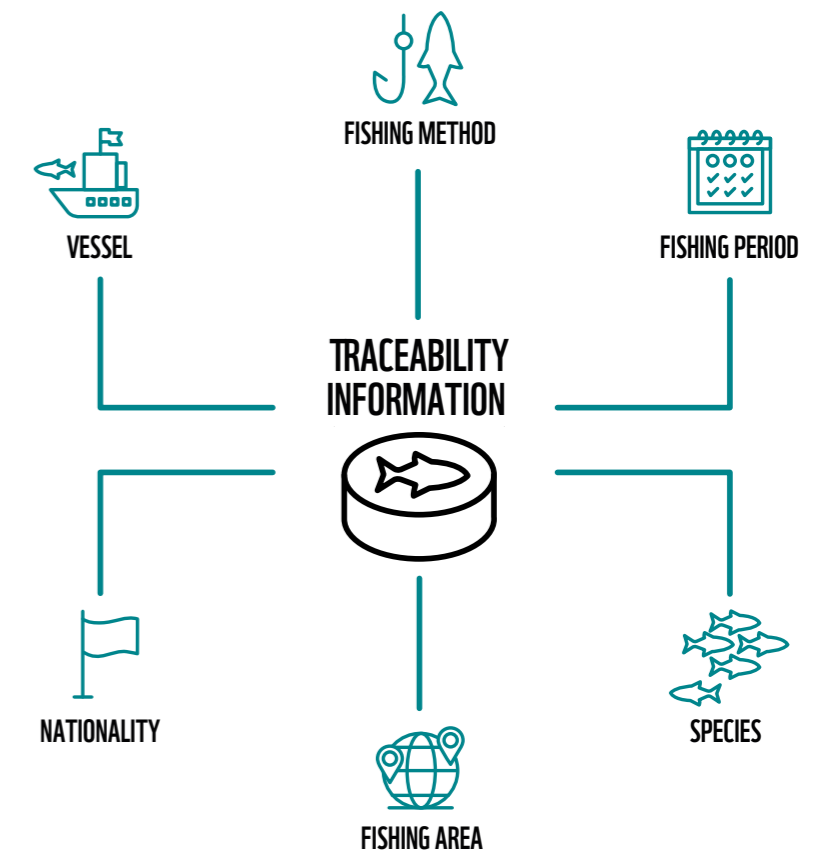 FISHING METHOD
VESSEL
FISHING PERIOD
TRACEABILITY
INFORMATION
NATIONALITY
SPECIES
FISHING AREA